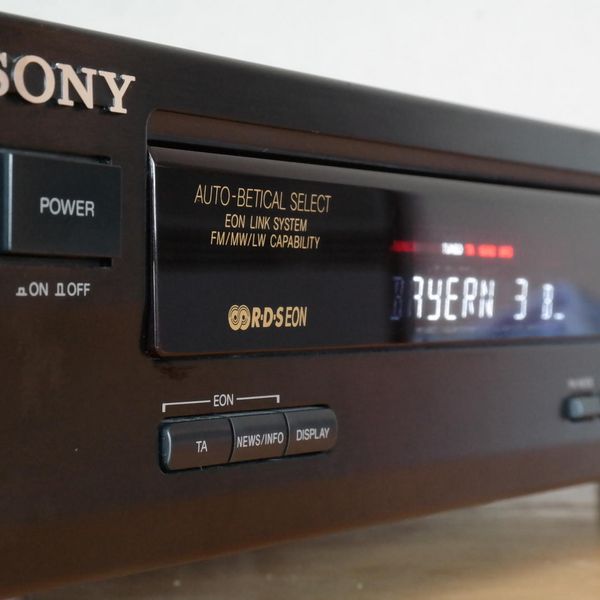 SONY
POWER
ON OFF
AUTO-BETICAL SELECT
EON LINK SYSTEM
FM/MW/LW CAPABILITY
R·D·S EON
TUNED
BAYERN 3 B
EON
TA
NEWS/INFO
DISPLAY